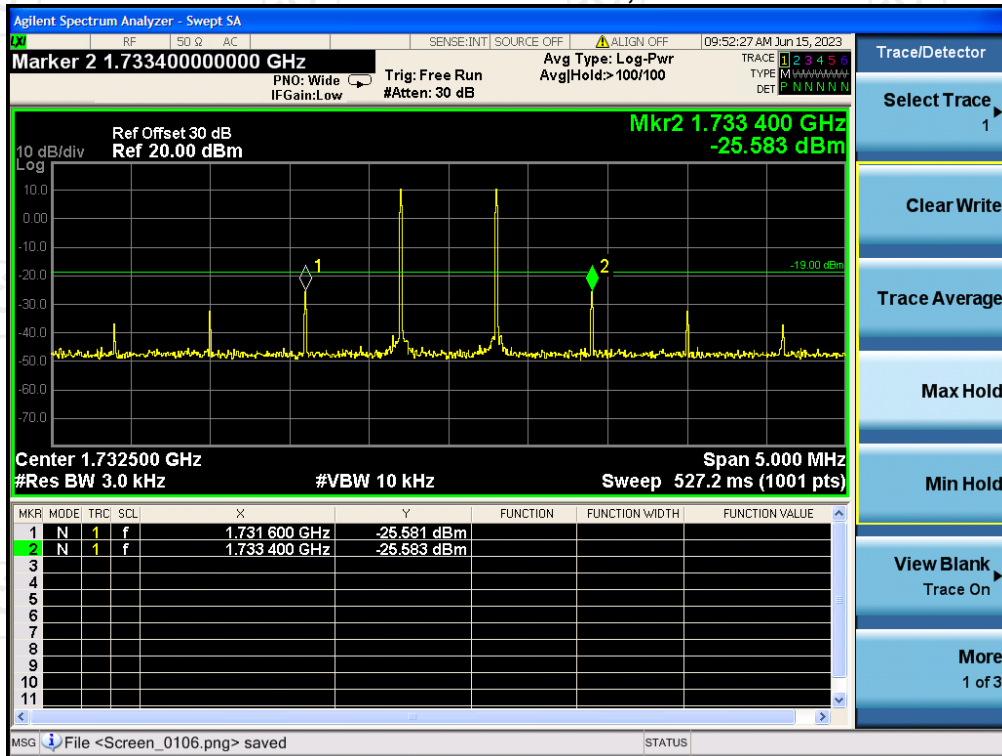 Agilent Spectrum Analyzer - Swept SA
LXI RF 50 Ω AC SENSE:INT SOURCE OFF ALIGN OFF 09:52:27 AM Jun 15, 2023
Marker 2 1.733400000000 GHz
PNO: Wide
IFGain:Low
Trig: Free Run
#Atten: 30 dB
Avg Type: Log-Pwr
Avg|Hold:>100/100
TRACE 1 2 3 4 5 6
TYPE M
DET P N N N N N
Ref Offset 30 dB
10 dB/div Ref 20.00 dBm
Log
Mkr2 1.733 400 GHz
-25.583 dBm
10.0
0.00
-10.0
-20.0
-30.0
-40.0
-50.0
-60.0
-70.0
1
2
-19.00 dBm
Center 1.732500 GHz Span 5.000 MHz
#Res BW 3.0 kHz #VBW 10 kHz Sweep 527.2 ms (1001 pts)
MKR MODE TRC SCL X Y FUNCTION FUNCTION WIDTH FUNCTION VALUE
1 N 1 f 1.731 600 GHz -25.581 dBm
2 N 1 f 1.733 400 GHz -25.583 dBm
3
4
5
6
7
8
9
10
11
MSG File <Screen_0106.png> saved STATUS
Trace/Detector
Select Trace
1
Clear Write
Trace Average
Max Hold
Min Hold
View Blank
Trace On
More
1 of 3